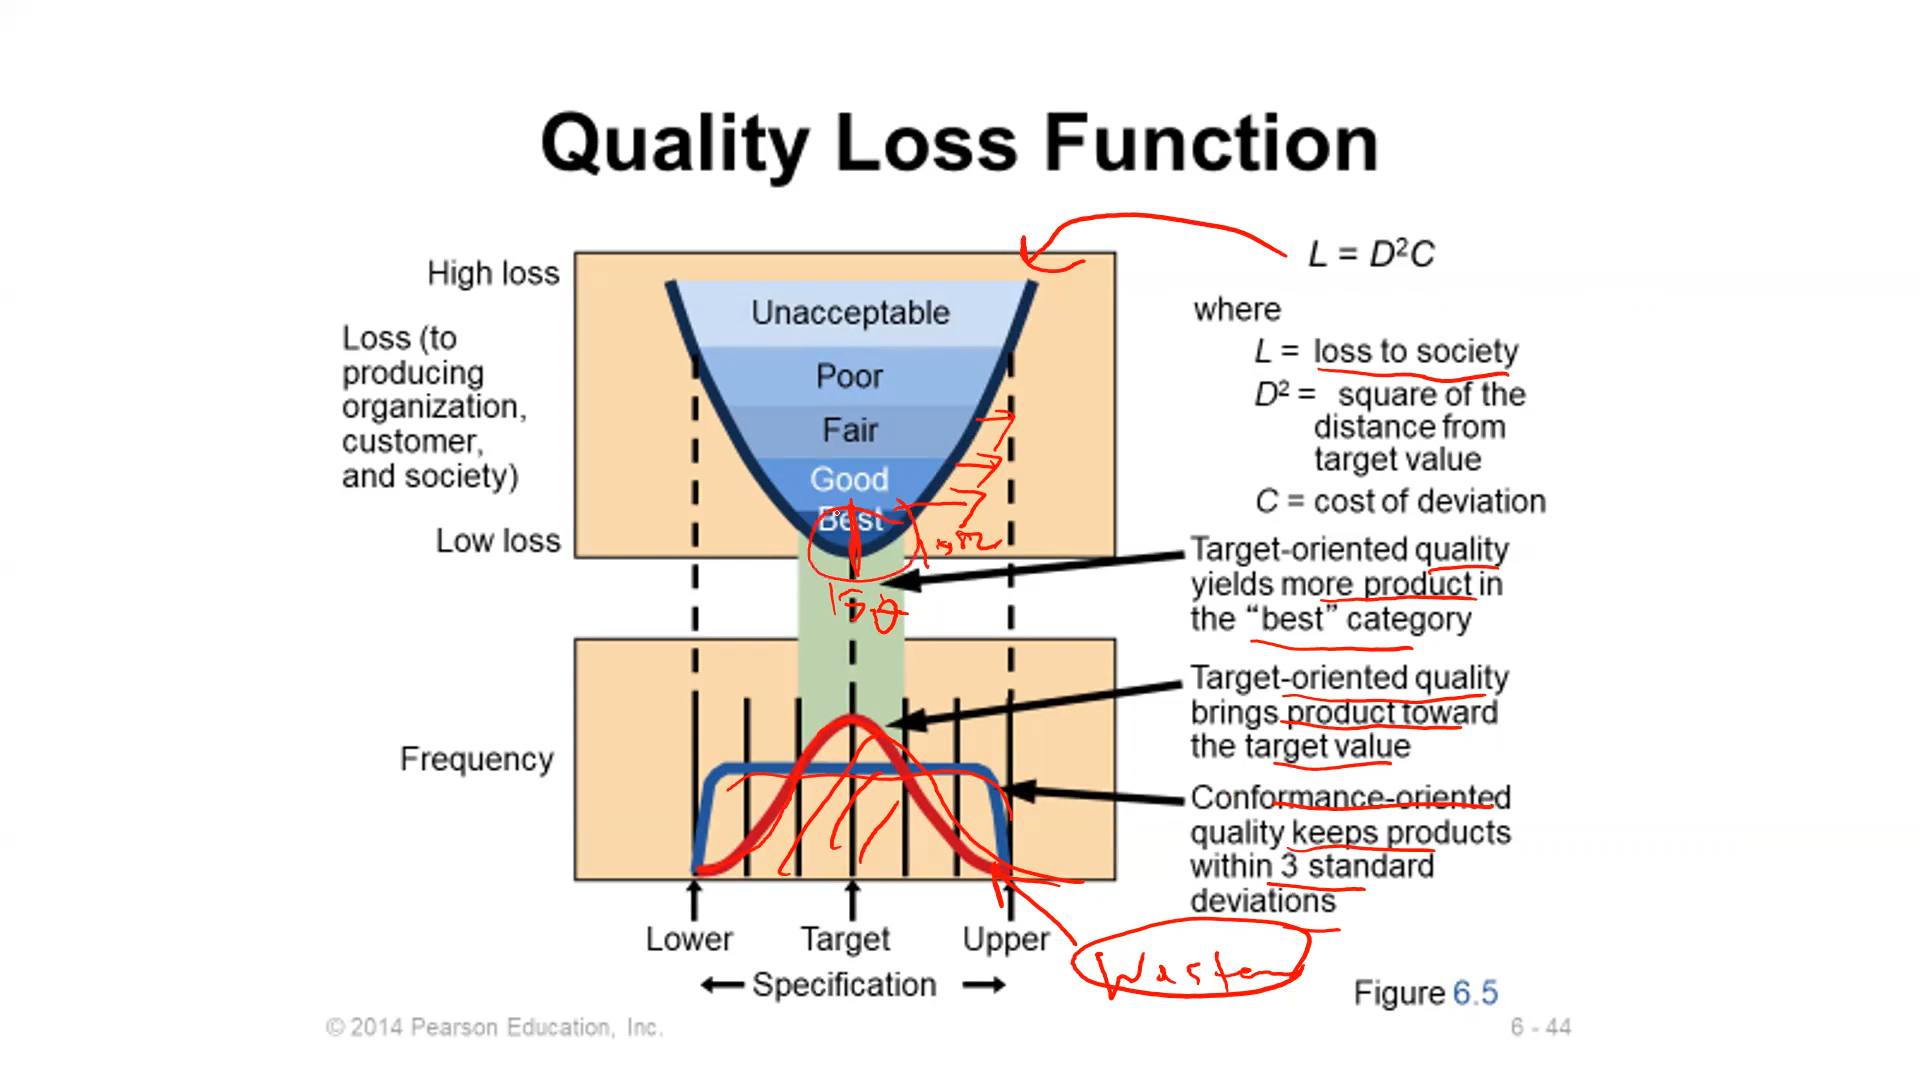 Quality Loss Function
High loss
Loss (to
producing
organization,
customer,
and society)
Low loss
Unacceptable
Poor
Fair
Good
Best
L = D²C
where
L = loss to society
D² = square of the
distance from
target value
C = cost of deviation
Target-oriented quality
yields more product in
the “best” category
Target-oriented quality
brings product toward
the target value
Conformance-oriented
quality keeps products
within 3 standard
deviations
Frequency
Lower
Target
Upper
Specification
Figure 6.5
© 2014 Pearson Education, Inc.
6 - 44